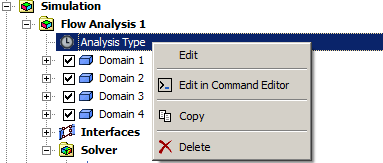 Simulation
Flow Analysis 1
Analysis Type
Edit
Domain 1
Domain 2
Edit in Command Editor
Domain 3
Copy
Domain 4
Interfaces
Delete
Solver